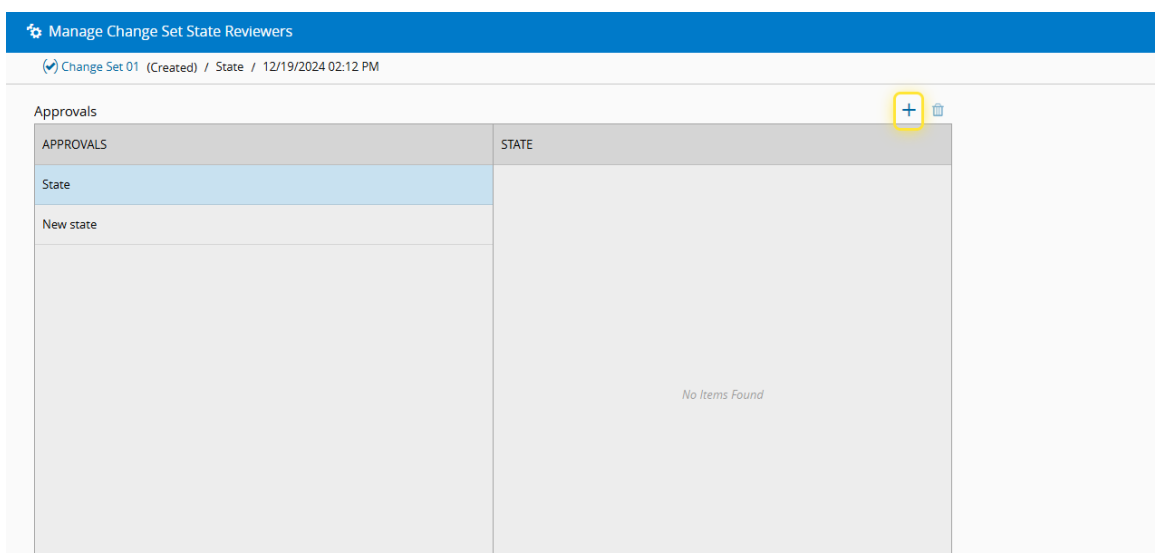 Manage Change Set State Reviewers
Change Set 01 (Created) / State / 12/19/2024 02:12 PM
Approvals
APPROVALS STATE
State
New state
No Items Found